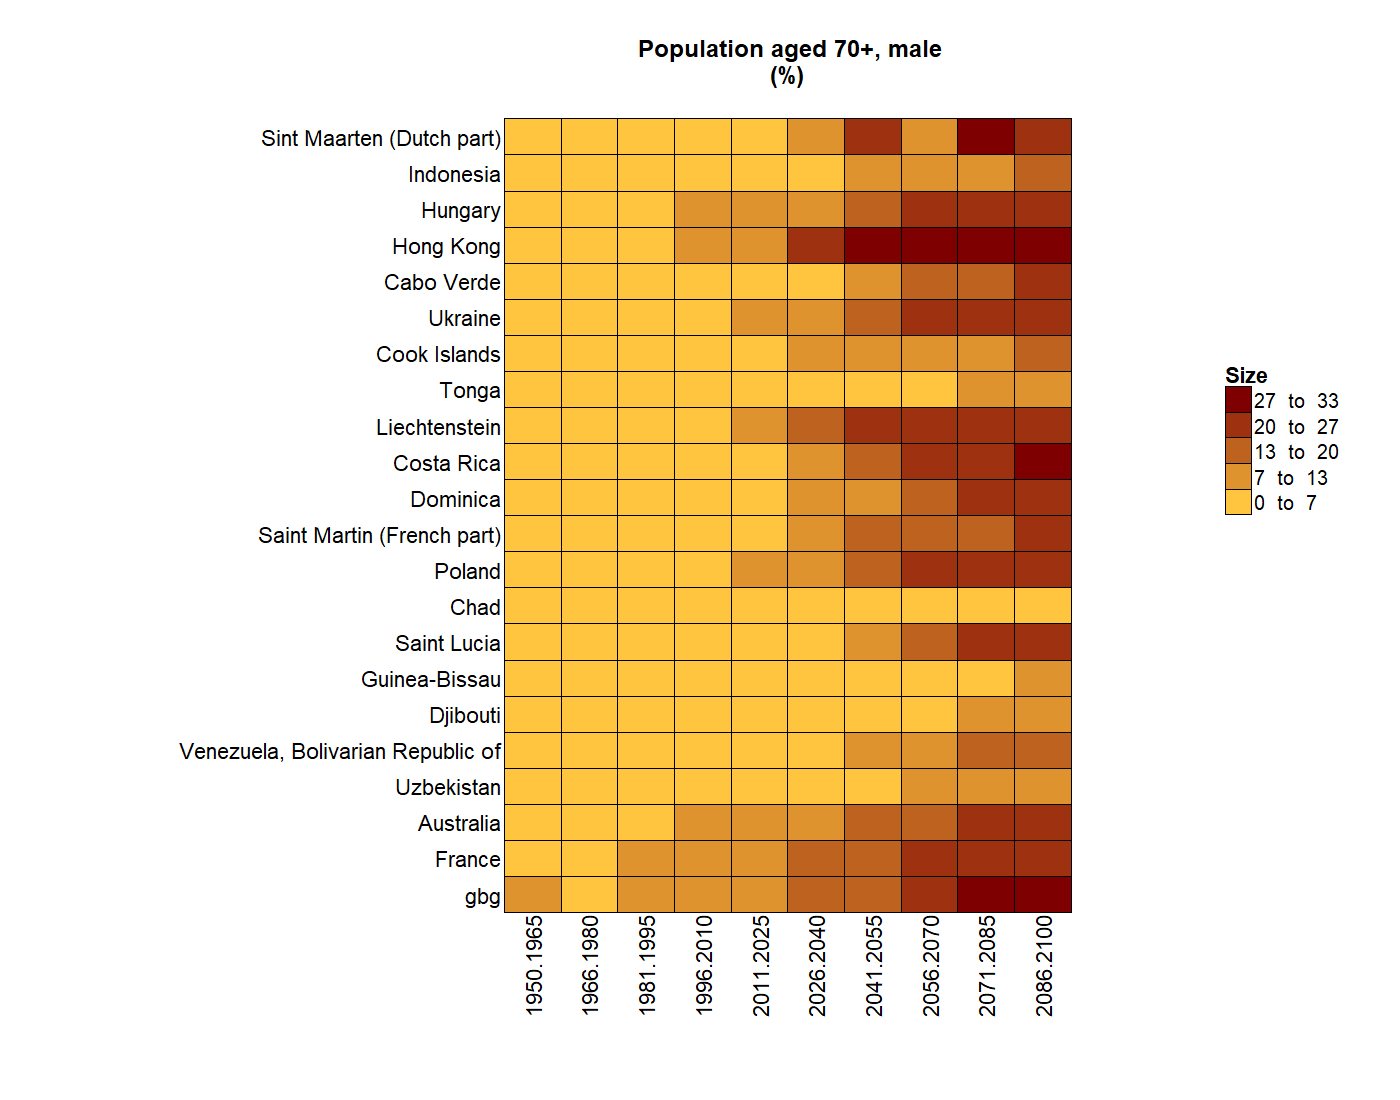 Population aged 70+, male
(%)
Sint Maarten (Dutch part)
Indonesia
Hungary
Hong Kong
Cabo Verde
Ukraine
Cook Islands
Tonga
Liechtenstein
Costa Rica
Dominica
Saint Martin (French part)
Poland
Chad
Saint Lucia
Guinea-Bissau
Djibouti
Venezuela, Bolivarian Republic of
Uzbekistan
Australia
France
gbg
1950.1965
1966.1980
1981.1995
1996.2010
2011.2025
2026.2040
2041.2055
2056.2070
2071.2085
2086.2100
Size
27 to 33
20 to 27
13 to 20
7 to 13
0 to 7